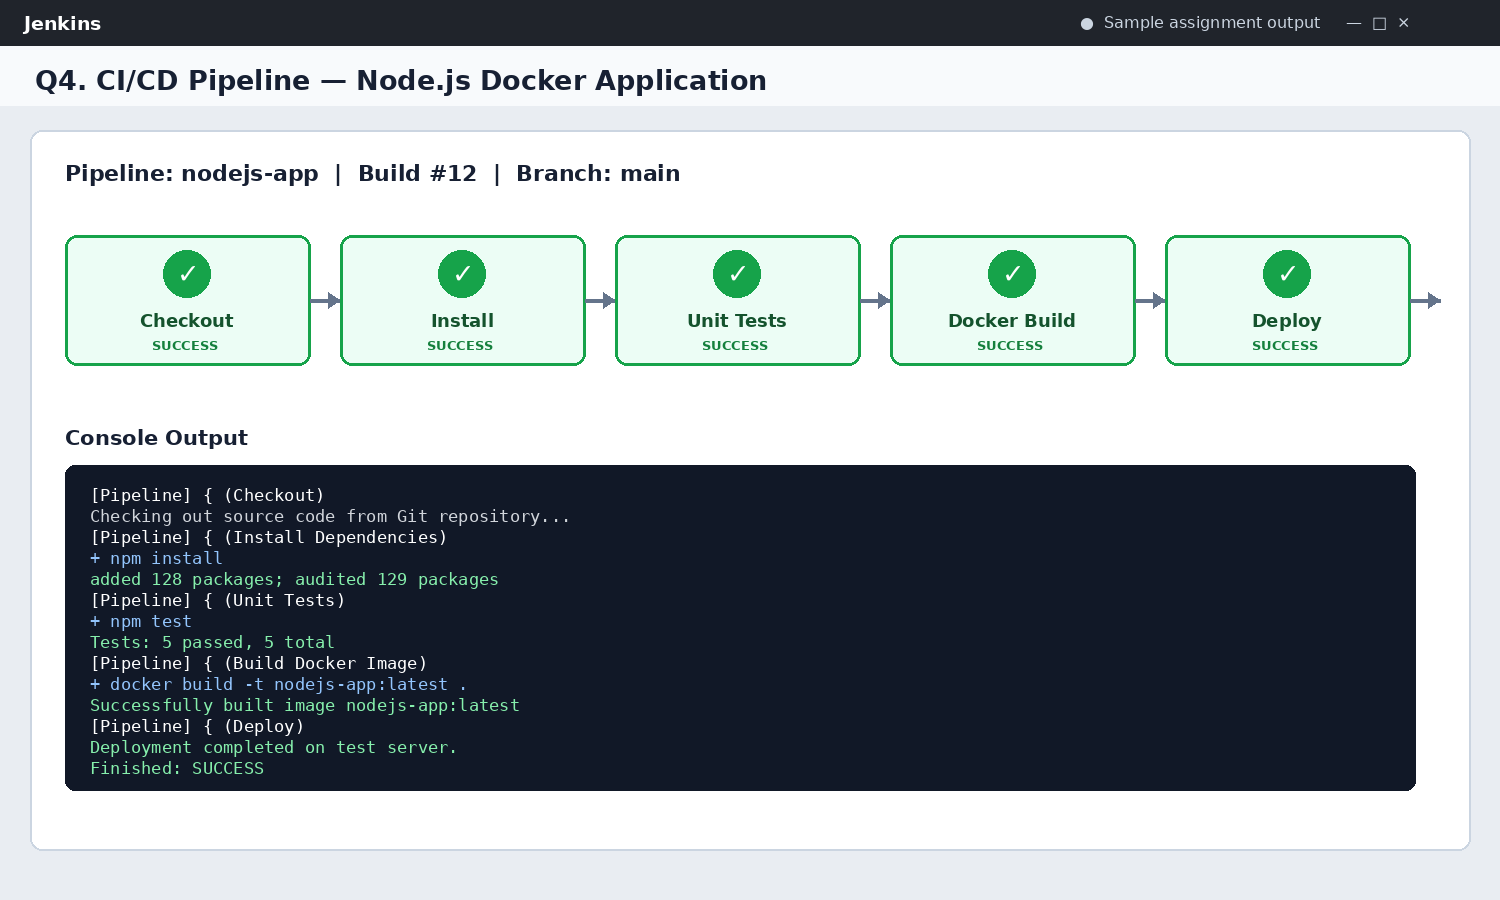 Jenkins
● Sample assignment output — □ ✕
Q4. CI/CD Pipeline — Node.js Docker Application
Pipeline: nodejs-app | Build #12 | Branch: main
✓ ✓ ✓ ✓ ✓
Checkout Install Unit Tests Docker Build Deploy
SUCCESS SUCCESS SUCCESS SUCCESS SUCCESS
Console Output
[Pipeline] { (Checkout)
Checking out source code from Git repository...
[Pipeline] { (Install Dependencies)
+ npm install
added 128 packages; audited 129 packages
[Pipeline] { (Unit Tests)
+ npm test
Tests: 5 passed, 5 total
[Pipeline] { (Build Docker Image)
+ docker build -t nodejs-app:latest .
Successfully built image nodejs-app:latest
[Pipeline] { (Deploy)
Deployment completed on test server.
Finished: SUCCESS